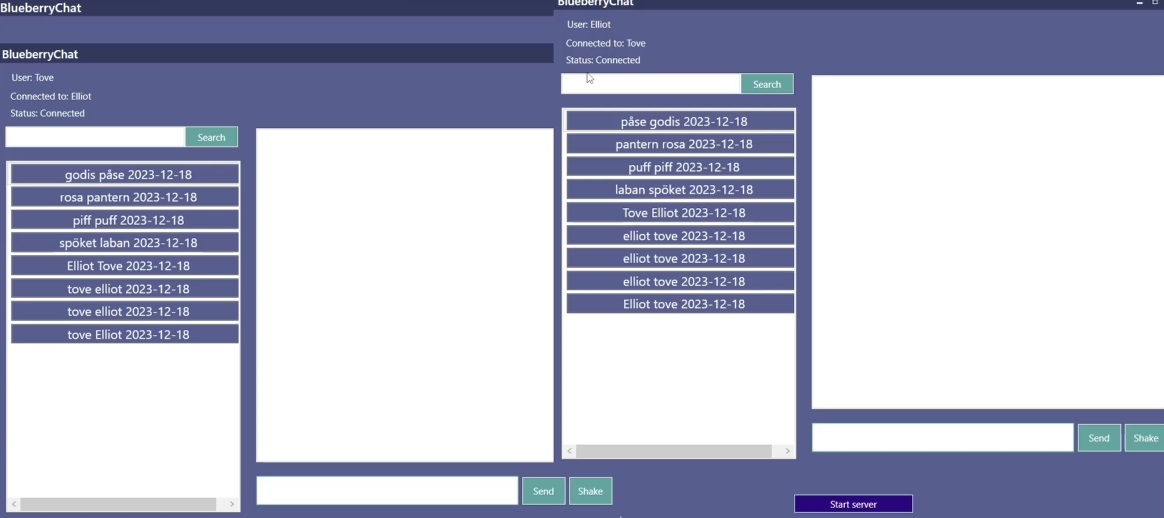 BlueberryChat
BlueberryChat
User: Tove
Connected to: Elliot
Status: Connected
Search
godis påse 2023-12-18
rosa pantern 2023-12-18
piff puff 2023-12-18
spöket laban 2023-12-18
Elliot Tove 2023-12-18
tove elliot 2023-12-18
tove elliot 2023-12-18
tove Elliot 2023-12-18
Send
Shake
BlueberryChat
User: Elliot
Connected to: Tove
Status: Connected
Search
påse godis 2023-12-18
pantern rosa 2023-12-18
puff piff 2023-12-18
laban spöket 2023-12-18
Tove Elliot 2023-12-18
elliot tove 2023-12-18
elliot tove 2023-12-18
elliot tove 2023-12-18
Elliot tove 2023-12-18
Send
Shake
Start server